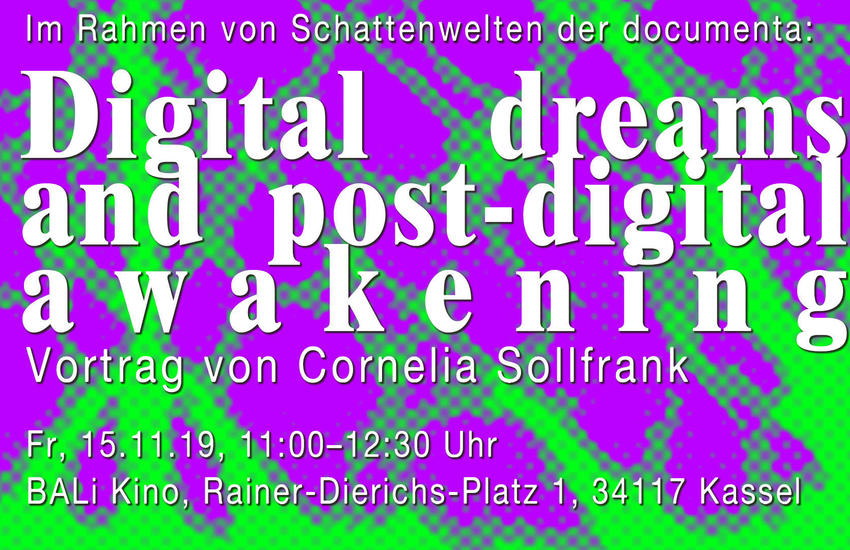 Im Rahmen von Schattenwelten der documenta:
Digital dreams
and post-digital
awakening
Vortrag von Cornelia Sollfrank
Fr, 15.11.19, 11:00–12:30 Uhr
BALi Kino, Rainer-Dierichs-Platz 1, 34117 Kassel